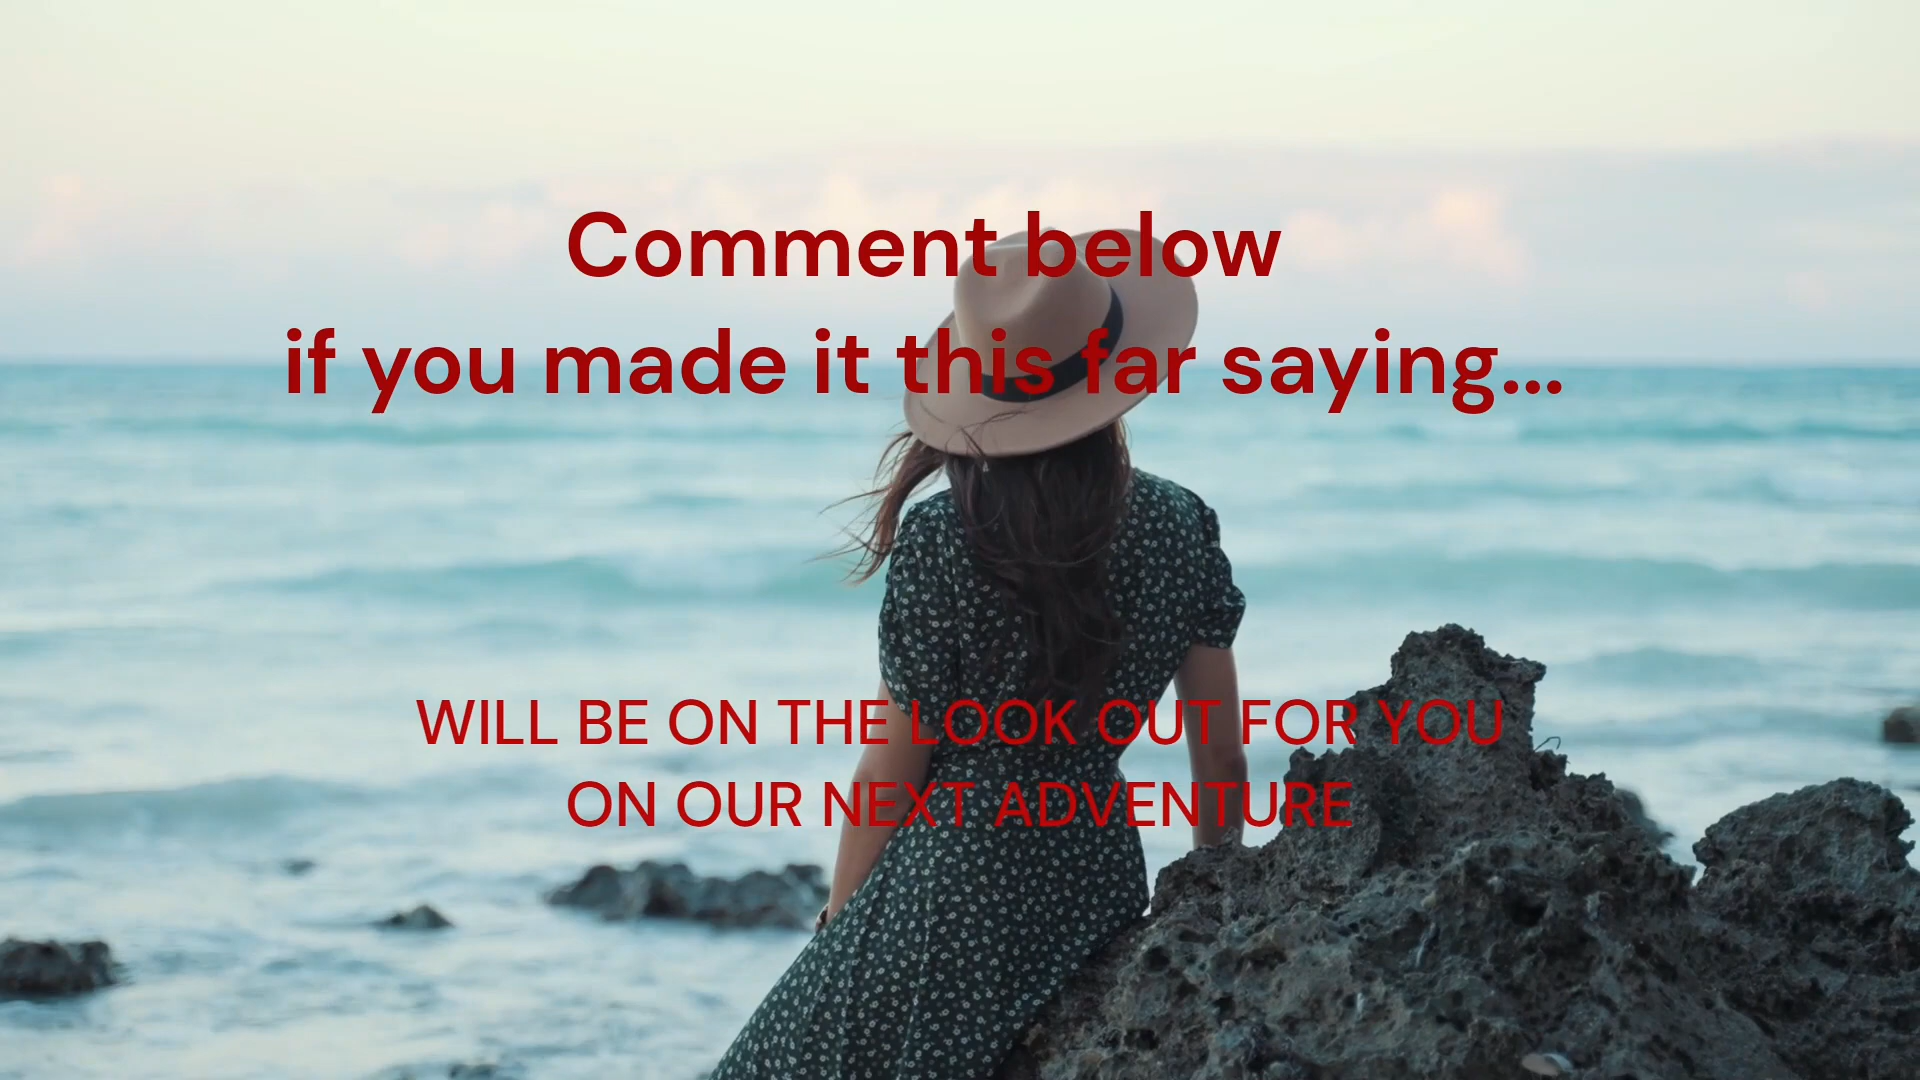 Comment below
if you made it this far saying...
WILL BE ON THE LOOK OUT FOR YOU
ON OUR NEXT ADVENTURE